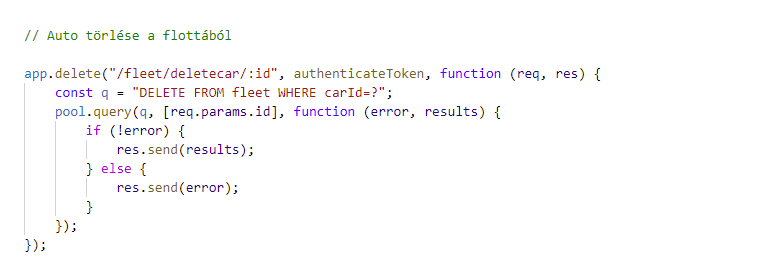 // Auto törlése a flottából
app.delete("/fleet/deletecar/:id", authenticateToken, function (req, res) {
    const q = "DELETE FROM fleet WHERE carId=?";
    pool.query(q, [req.params.id], function (error, results) {
        if (!error) {
            res.send(results);
        } else {
            res.send(error);
        }
    });
});